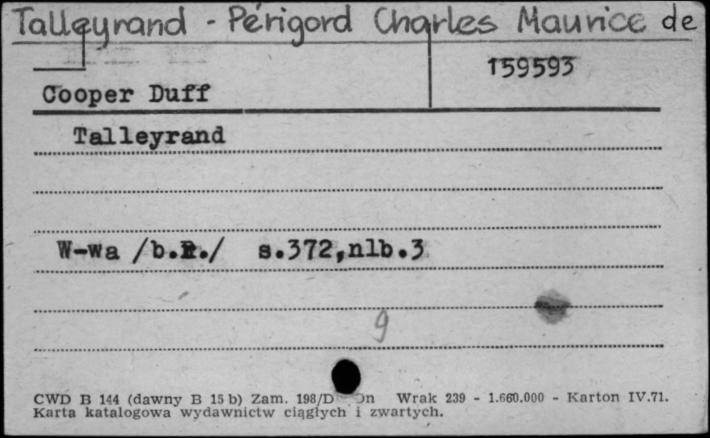 Talleyrand - Périgord Charles Maurice de
159593
Cooper Duff
Talleyrand
W-wa /b.r./ s.372,nlb.3
9
CWD B 144 (dawny B 15 b) Zam. 198/D Wrak 239 - 1.660.000 - Karton IV.71.
Karta katalogowa wydawnictw ciągłych i zwartych.